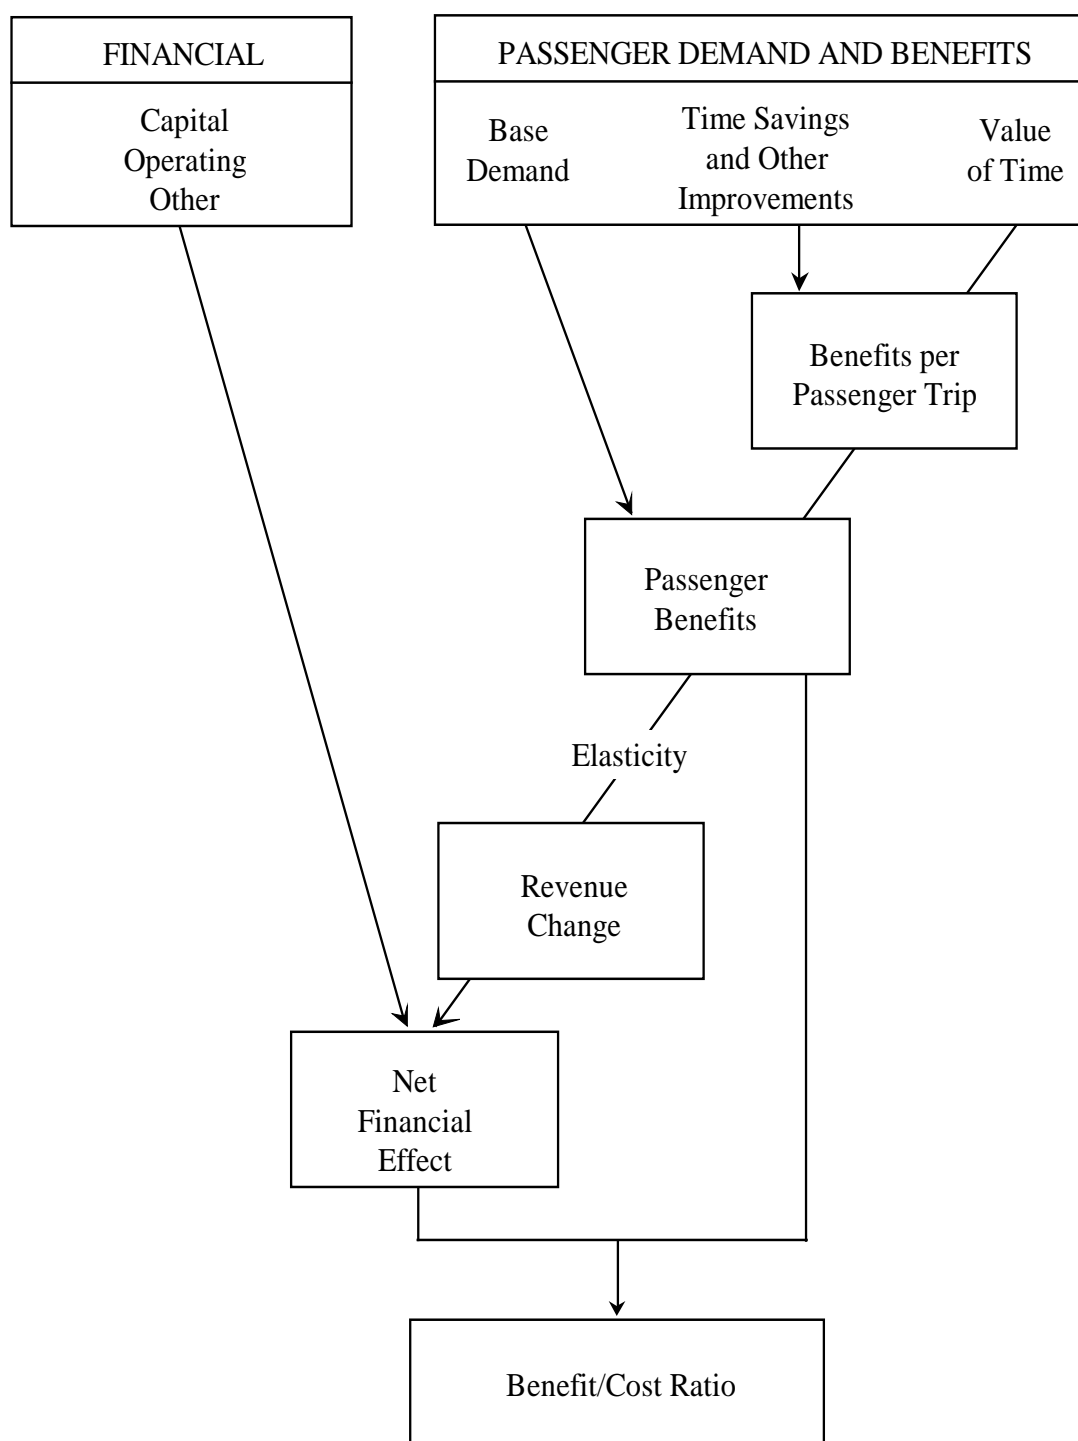 FINANCIAL
Capital
Operating
Other
PASSENGER DEMAND AND BENEFITS
Base
Demand
Time Savings
and Other
Improvements
Value
of Time
Benefits per
Passenger Trip
Passenger
Benefits
Elasticity
Revenue
Change
Net
Financial
Effect
Benefit/Cost Ratio